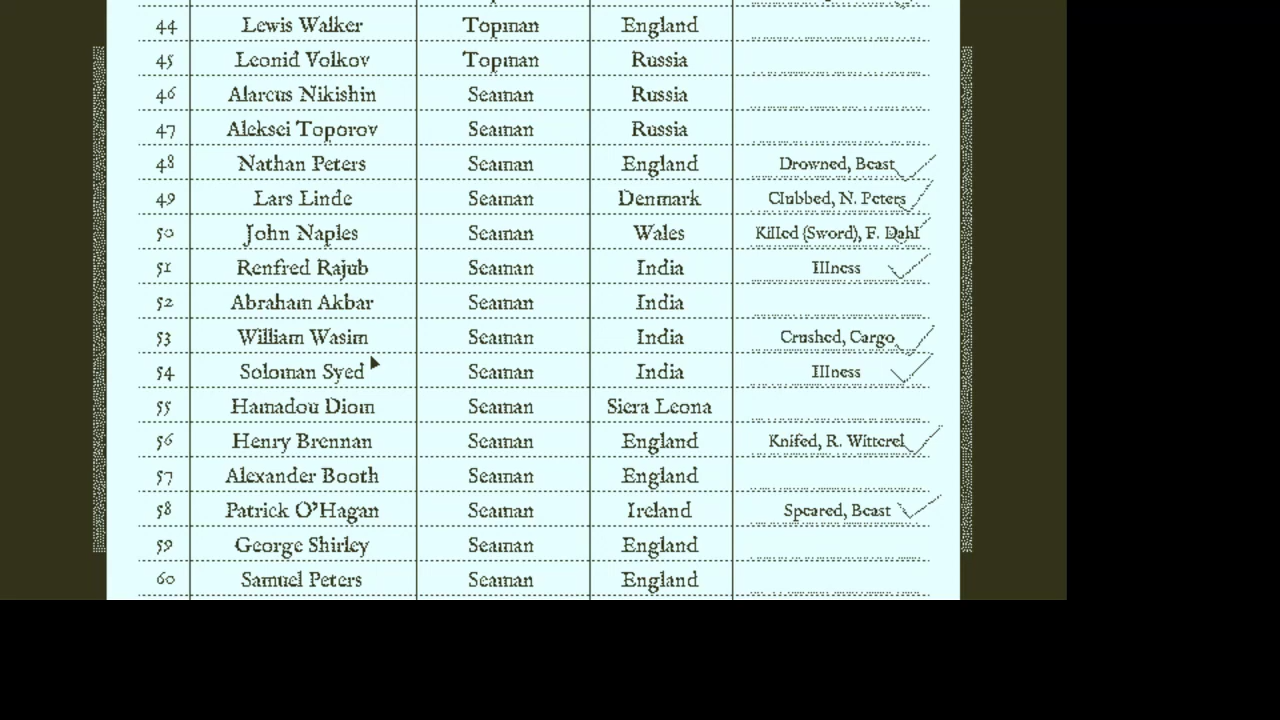 44 Lewis Walker Topman England
45 Leonid Volkov Topman Russia
46 Alarcus Nikishin Seaman Russia
47 Aleksei Toporov Seaman Russia
48 Nathan Peters Seaman England Drowned, Beast
49 Lars Linde Seaman Denmark Clubbed, N. Peters
50 John Naples Seaman Wales Killed (Sword), F. Dahl
51 Renfred Rajub Seaman India Illness
52 Abraham Akbar Seaman India
53 William Wasim Seaman India Crushed, Cargo
54 Soloman Syed Seaman India Illness
55 Hamadou Diom Seaman Siera Leona
56 Henry Brennan Seaman England Knifed, R. Witterel
57 Alexander Booth Seaman England
58 Patrick O'Hagan Seaman Ireland Speared, Beast
59 George Shirley Seaman England
60 Samuel Peters Seaman England